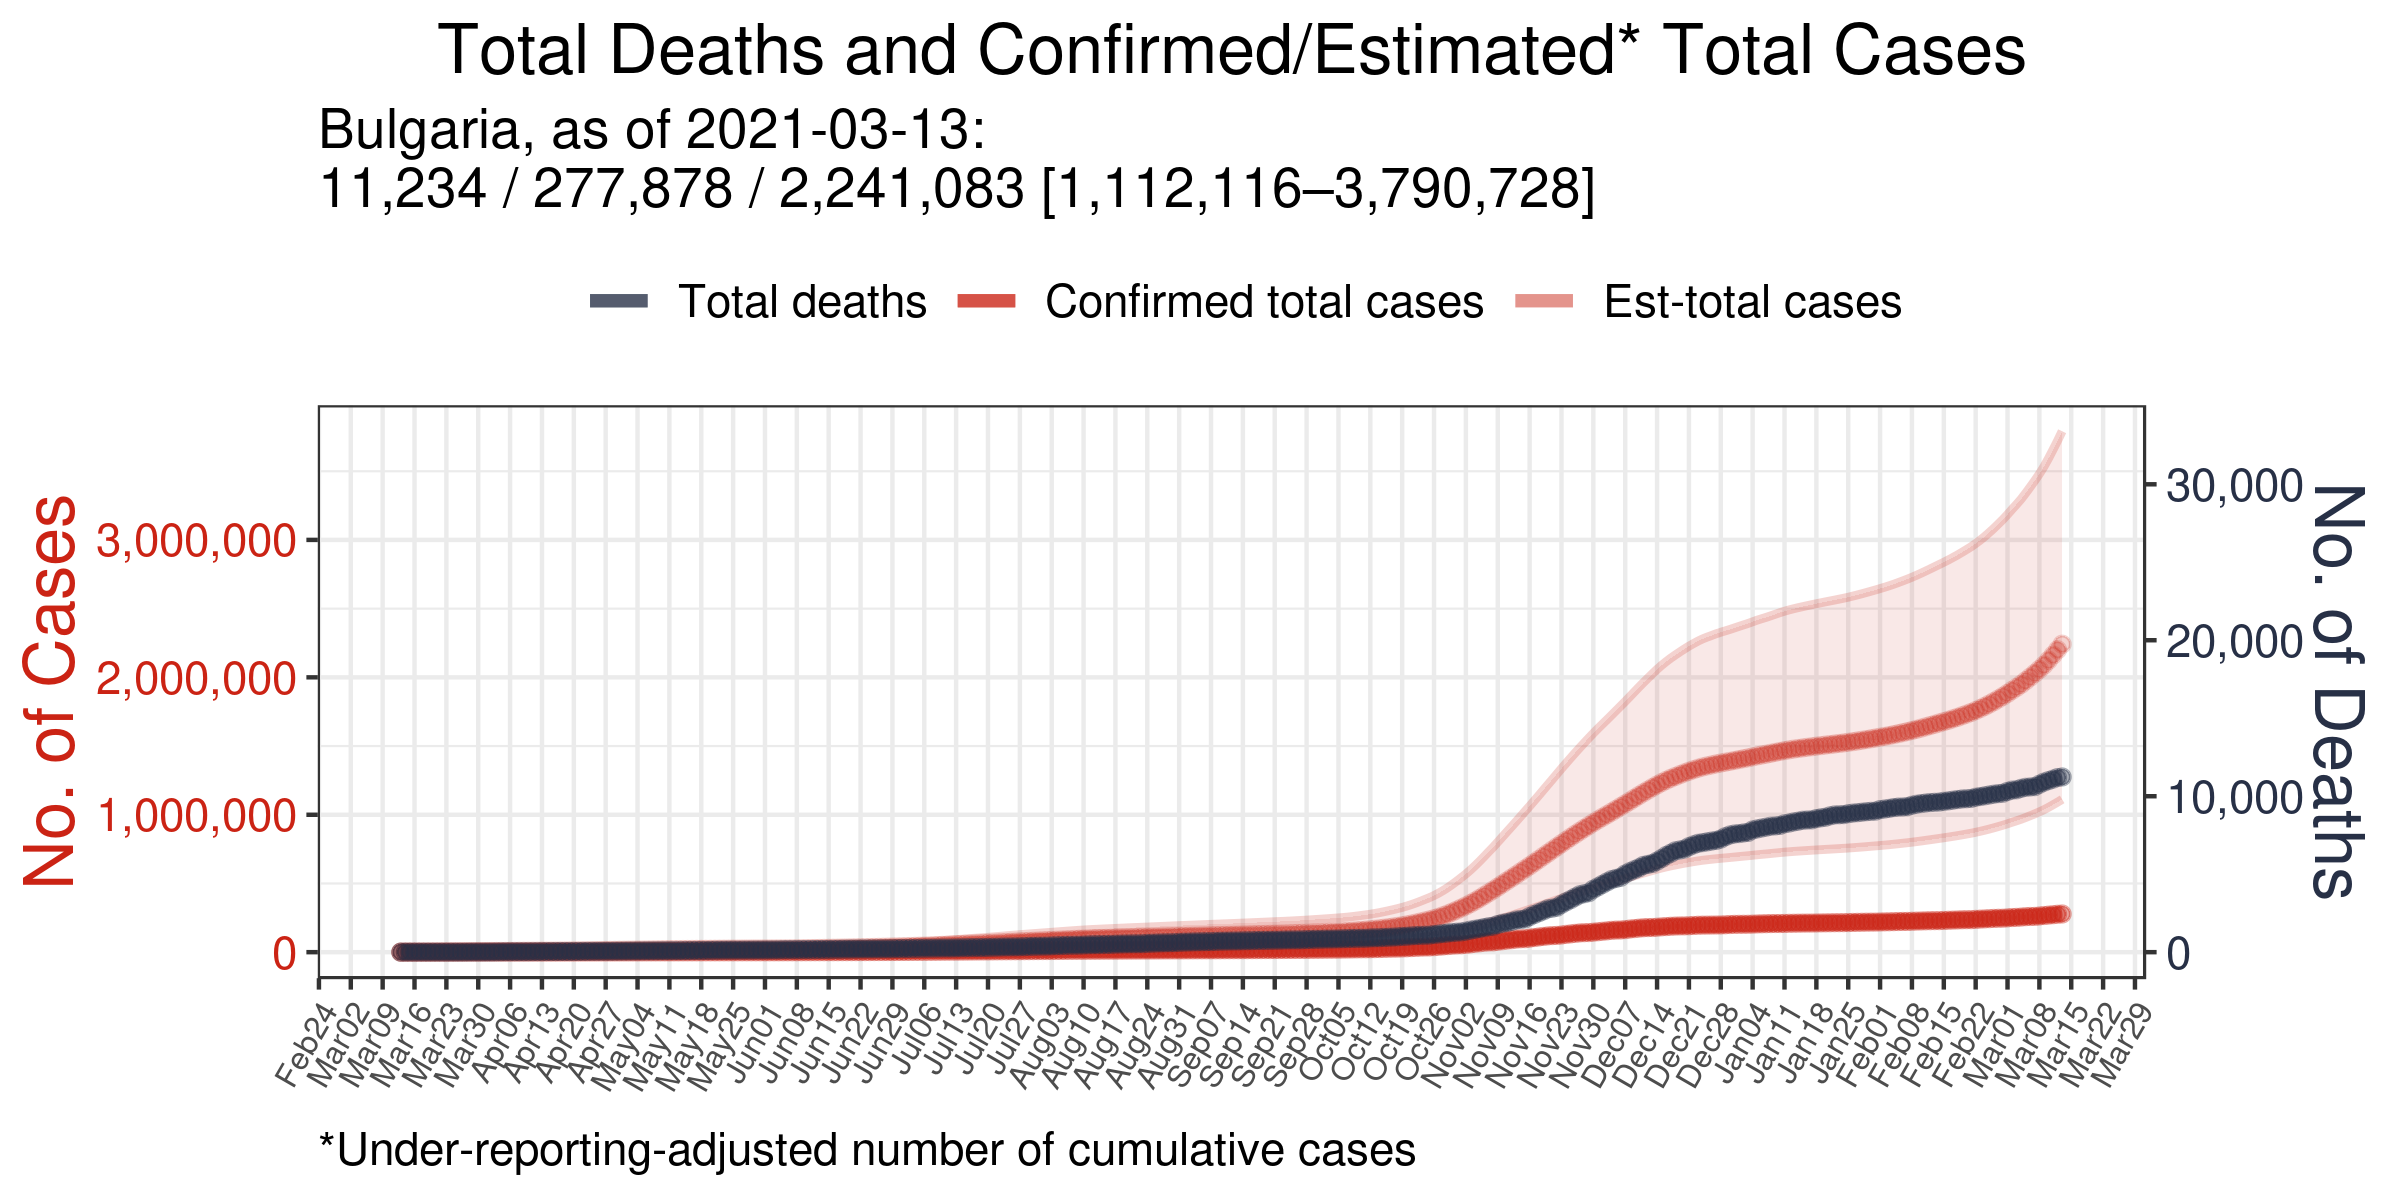 Total Deaths and Confirmed/Estimated* Total Cases
Bulgaria, as of 2021-03-13:
11,234 / 277,878 / 2,241,083 [1,112,116–3,790,728]
Total deaths
Confirmed total cases
Est-total cases
No. of Cases
3,000,000
2,000,000
1,000,000
0
30,000
20,000
10,000
0
No. of Deaths
Feb24
Mar02
Mar09
Mar16
Mar23
Mar30
Apr06
Apr13
Apr20
Apr27
May04
May11
May18
May25
Jun01
Jun08
Jun15
Jun22
Jun29
Jul06
Jul13
Jul20
Jul27
Aug03
Aug10
Aug17
Aug24
Aug31
Sep07
Sep14
Sep21
Sep28
Oct05
Oct12
Oct19
Oct26
Nov02
Nov09
Nov16
Nov23
Nov30
Dec07
Dec14
Dec21
Dec28
Jan04
Jan11
Jan18
Jan25
Feb01
Feb08
Feb15
Feb22
Mar01
Mar08
Mar15
Mar22
Mar29
*Under-reporting-adjusted number of cumulative cases